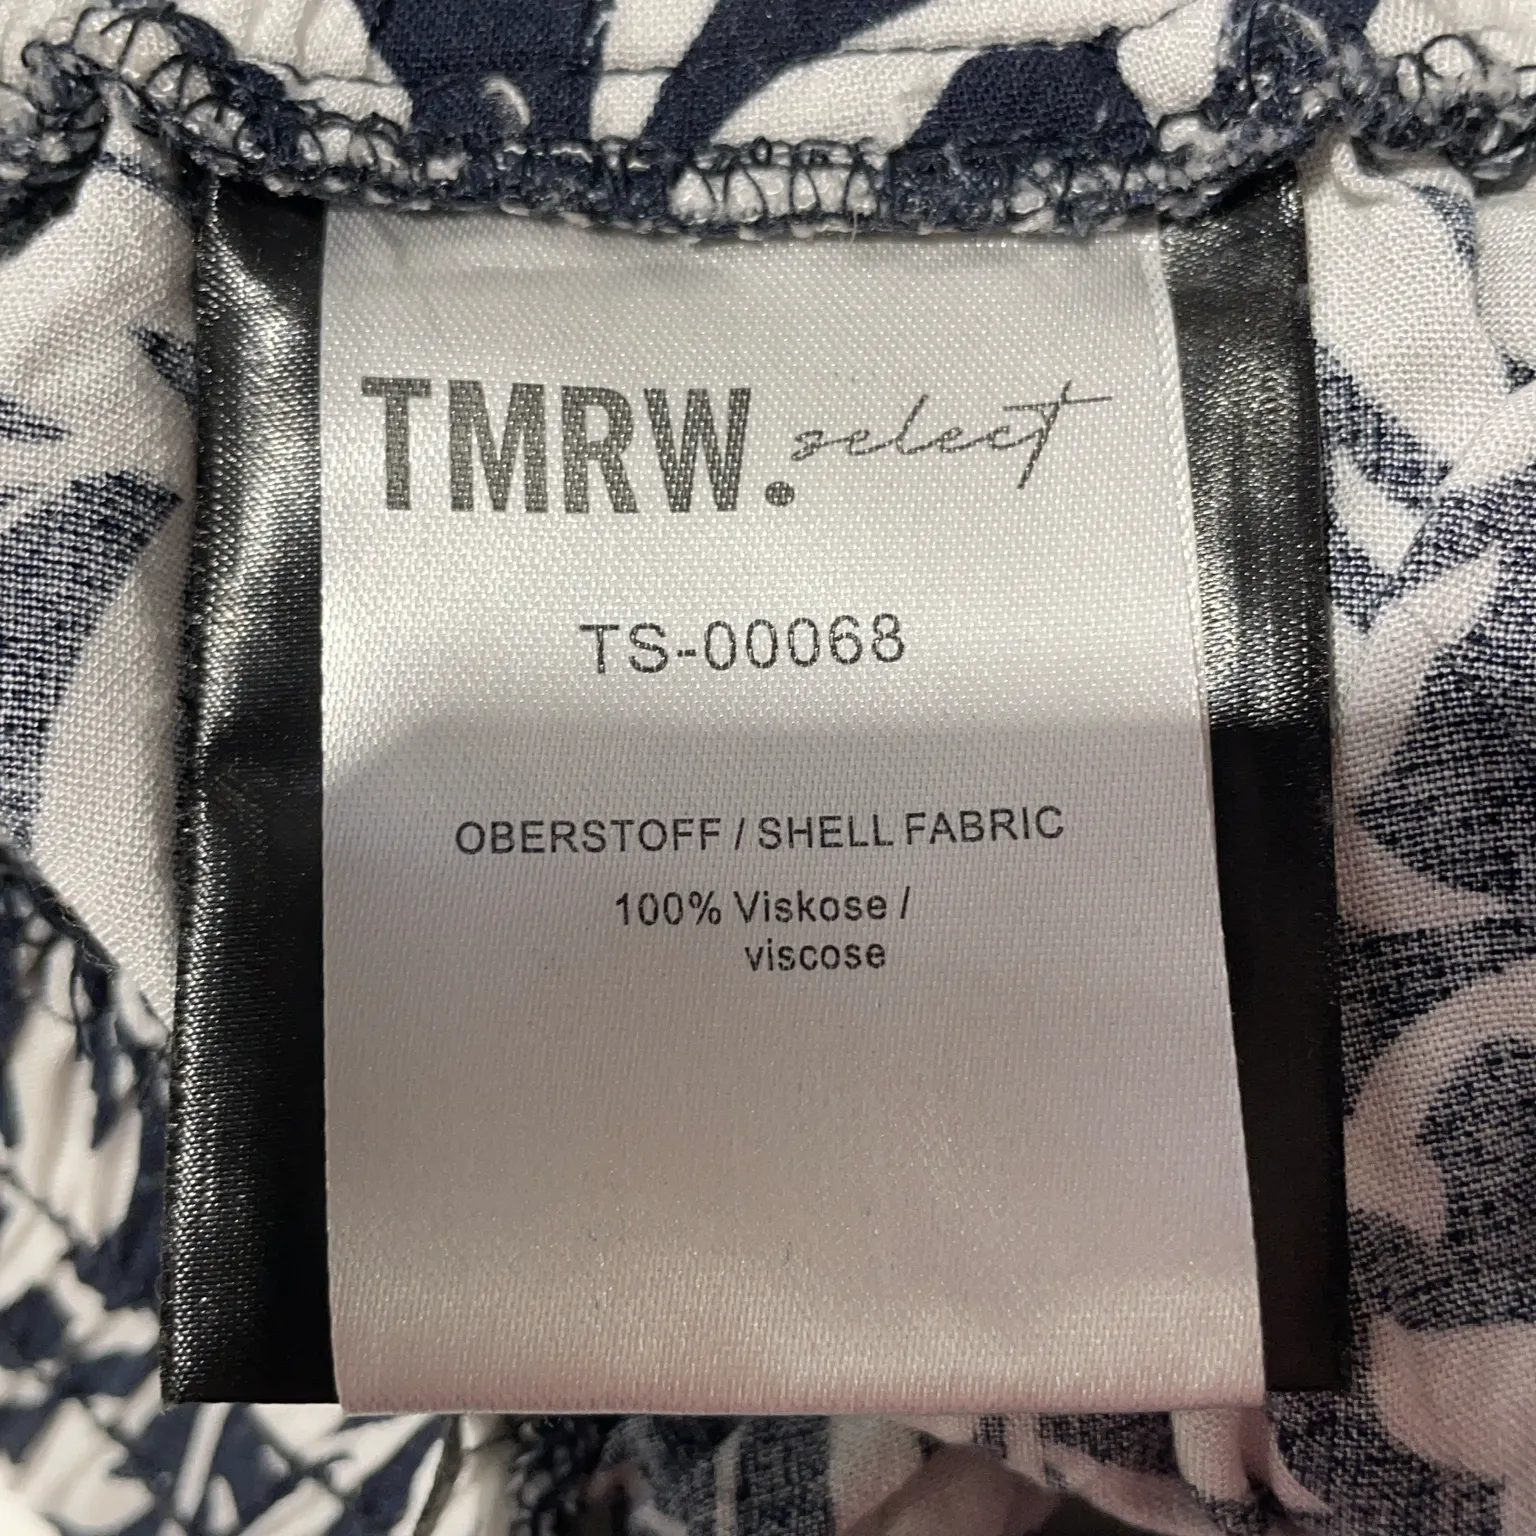 TMRW. select
TS-00068
OBERSTOFF / SHELL FABRIC
100% Viskose /
viscose